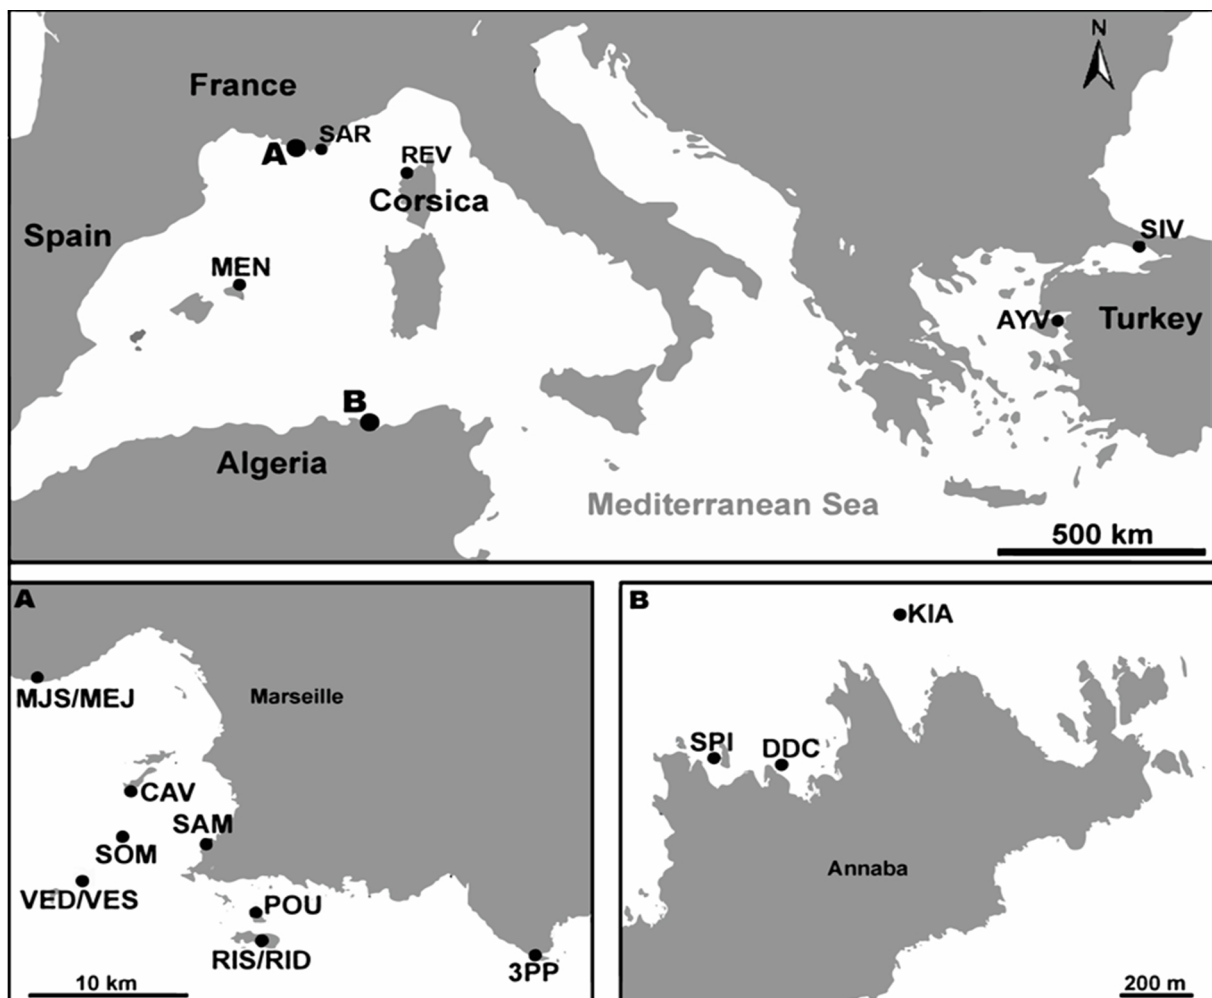 N
France
SAR
A
REV
Corsica
Spain
SIV
MEN
AYV
Turkey
B
Algeria
Mediterranean Sea
500 km
A
MJS/MEJ
Marseille
CAV
SAM
SOM
VED/VES
POU
RIS/RID
3PP
10 km
B
KIA
SPI
DDC
Annaba
200 m